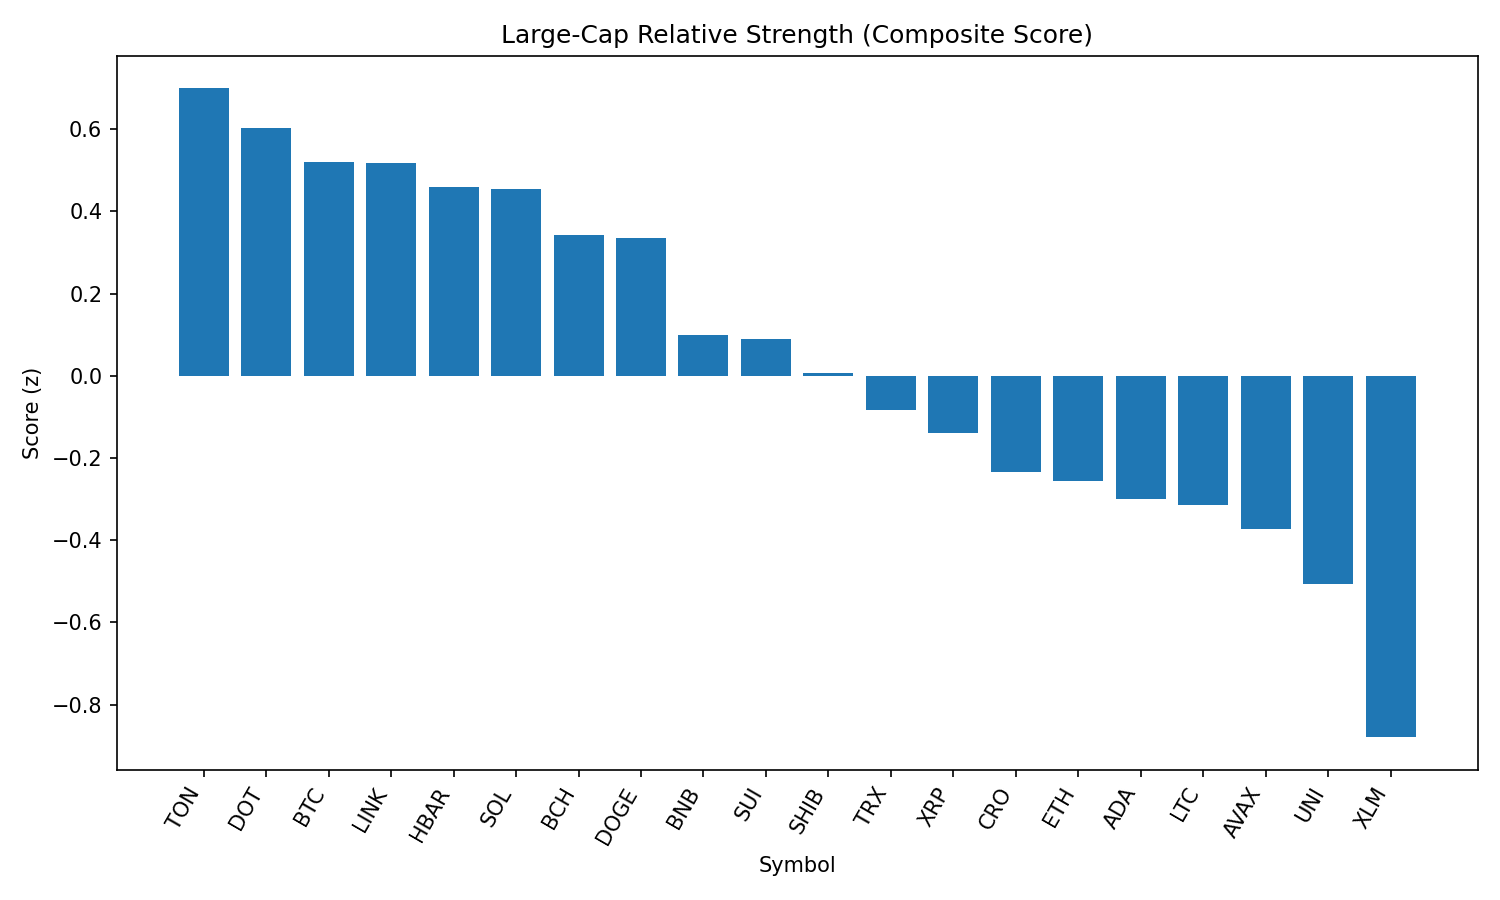 Large-Cap Relative Strength (Composite Score)
Score (z)
0.6
0.4
0.2
0.0
−0.2
−0.4
−0.6
−0.8
TON
DOT
BTC
LINK
HBAR
SOL
BCH
DOGE
BNB
SUI
SHIB
TRX
XRP
CRO
ETH
ADA
LTC
AVAX
UNI
XLM
Symbol